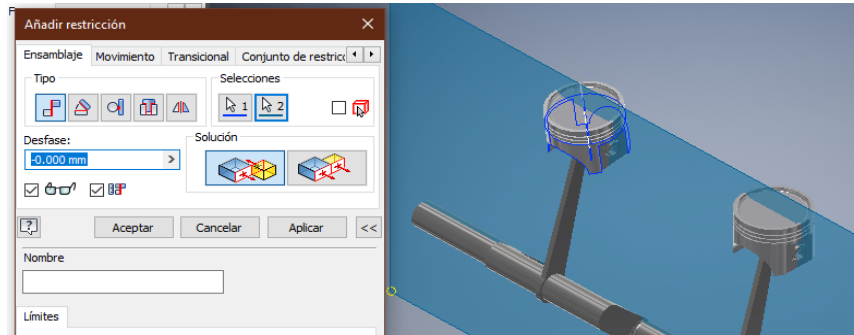 Añadir restricción
Ensamblaje Movimiento Transicional Conjunto de restricc
Tipo Selecciones
1 2
Desfase: Solución
-0.000 mm
Aceptar Cancelar Aplicar <<
Nombre
Límites